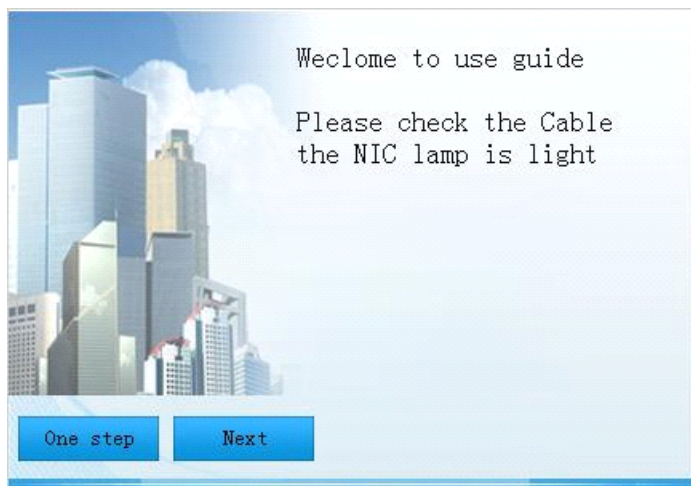 Weclome to use guide
Please check the Cable
the NIC lamp is light
One step
Next